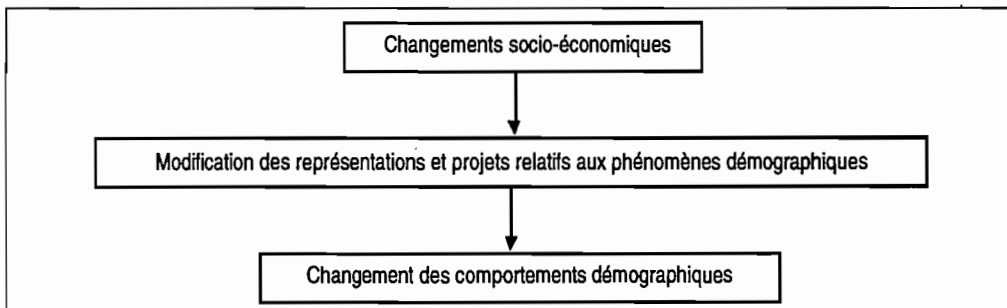 Changements socio-économiques
Modification des représentations et projets relatifs aux phénomènes démographiques
Changement des comportements démographiques